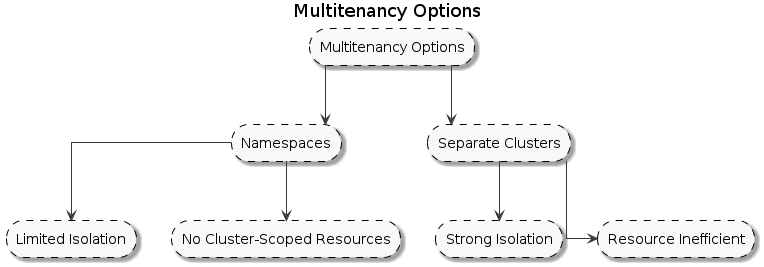 Multitenancy Options
Multitenancy Options
Namespaces
Separate Clusters
Limited Isolation
No Cluster-Scoped Resources
Strong Isolation
Resource Inefficient